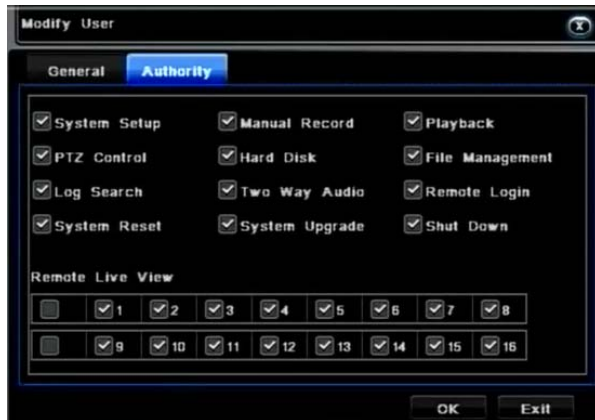 Modify User
X
General Authority
System Setup Manual Record Playback
PTZ Control Hard Disk File Management
Log Search Two Way Audio Remote Login
System Reset System Upgrade Shut Down
Remote Live View
1 2 3 4 5 6 7 8
9 10 11 12 13 14 15 16
OK Exit